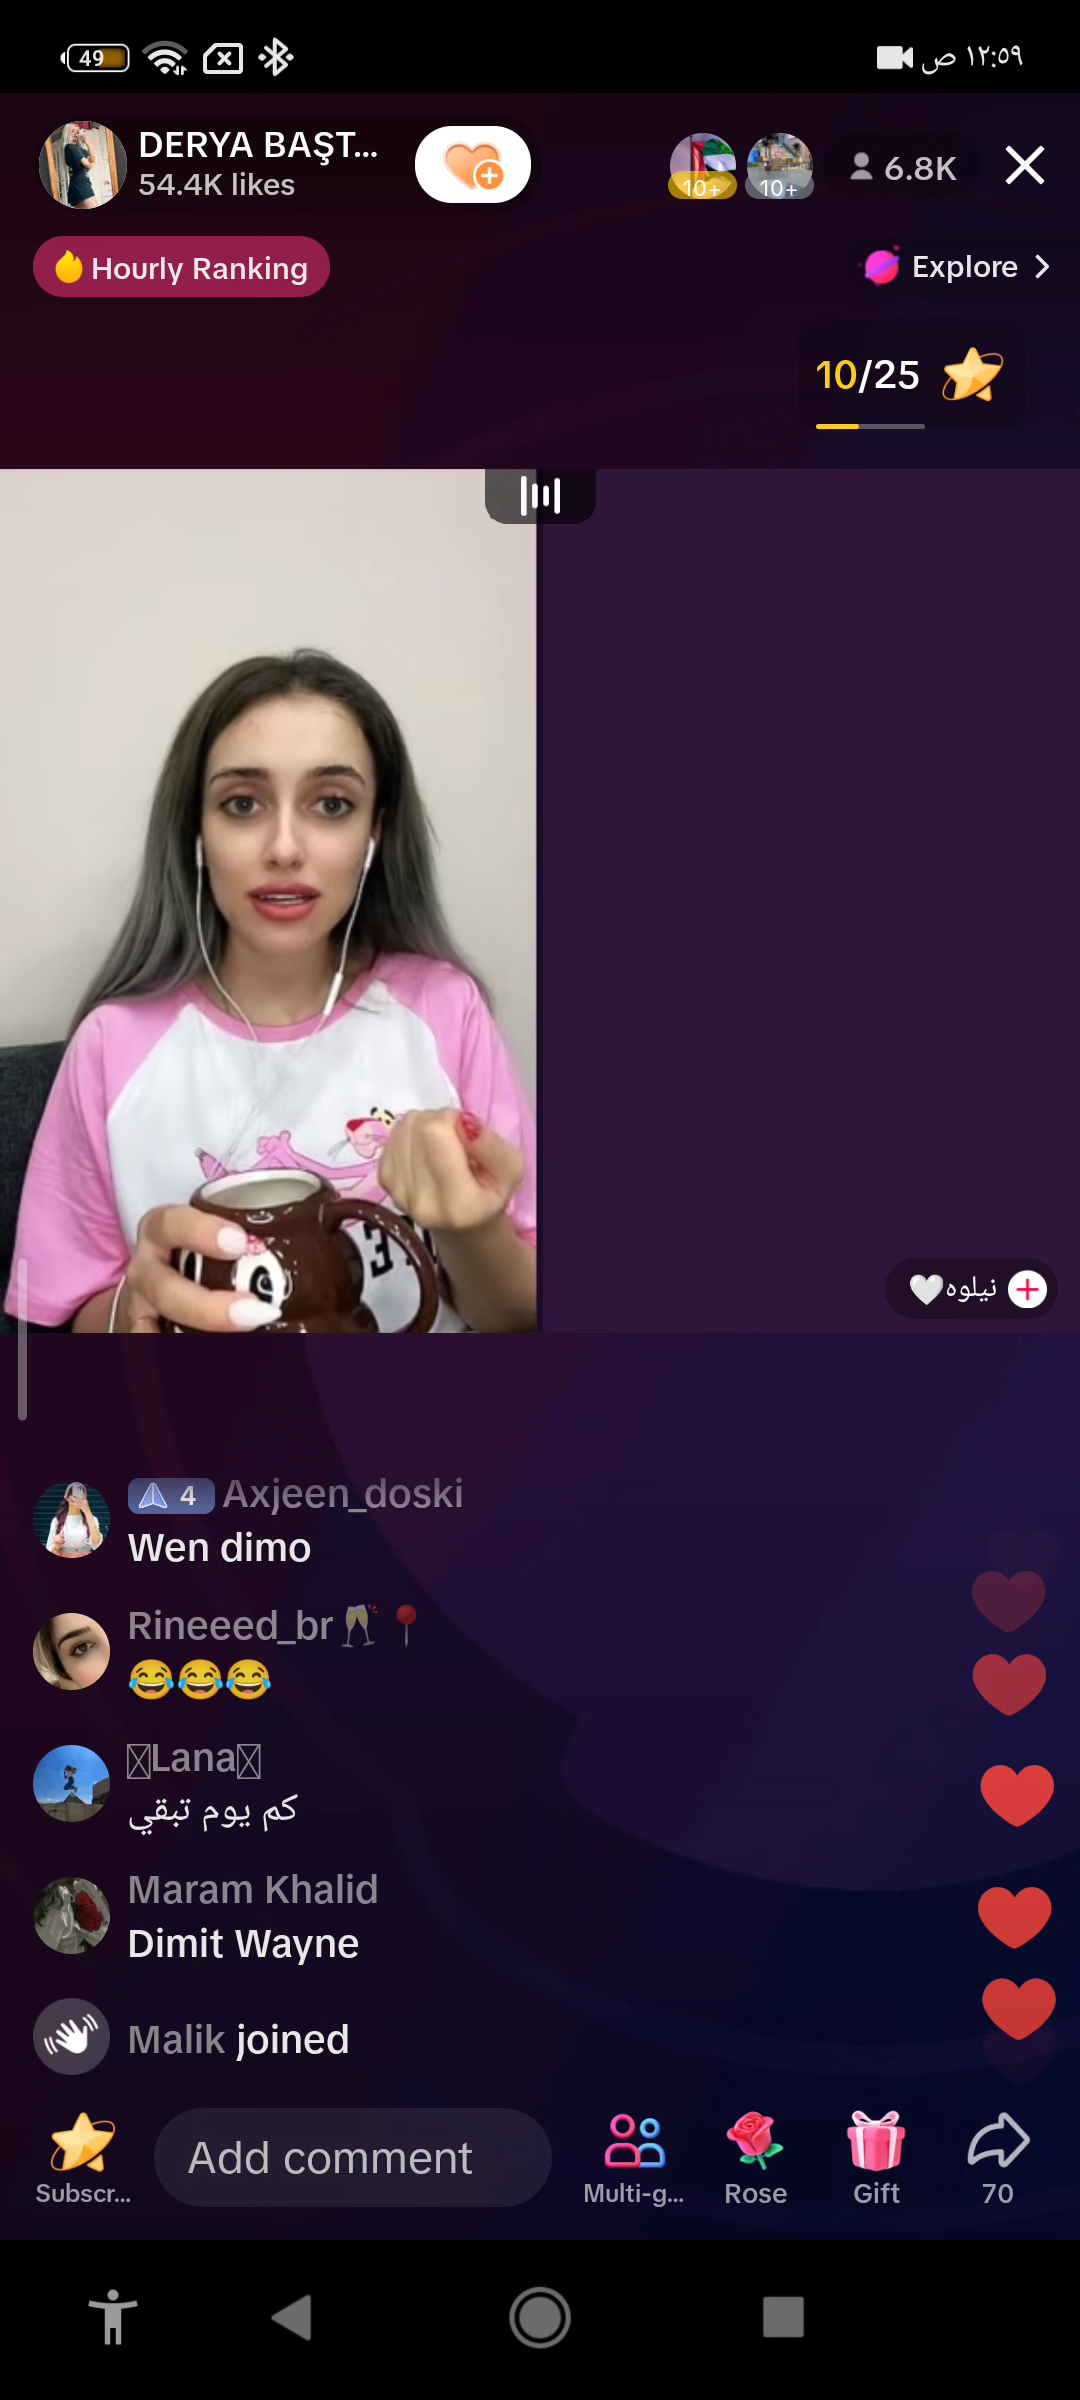 49
١٢:٥٩ ص
DERYA BAŞT...
54.4K likes
10+
10+
6.8K
Hourly Ranking
Explore
10/25
نيلوه🤍
4 Axjeen_doski
Wen dimo
Rineeed_br🥂📍
😂😂😂
Lana
كم يوم تبقي
Maram Khalid
Dimit Wayne
Malik joined
Subscr...
Add comment
Multi-g...
Rose
Gift
70